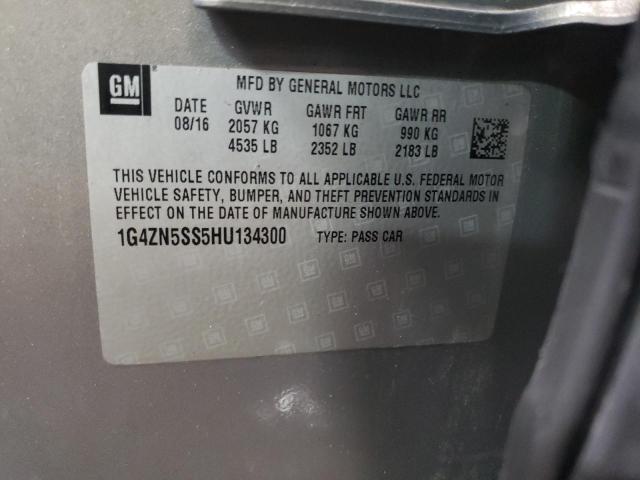 GM
MFD BY GENERAL MOTORS LLC
DATE GVWR GAWR FRT GAWR RR
08/16 2057 KG 1067 KG 990 KG
4535 LB 2352 LB 2183 LB
THIS VEHICLE CONFORMS TO ALL APPLICABLE U.S. FEDERAL MOTOR
VEHICLE SAFETY, BUMPER, AND THEFT PREVENTION STANDARDS IN
EFFECT ON THE DATE OF MANUFACTURE SHOWN ABOVE.
1G4ZN5SS5HU134300 TYPE: PASS CAR